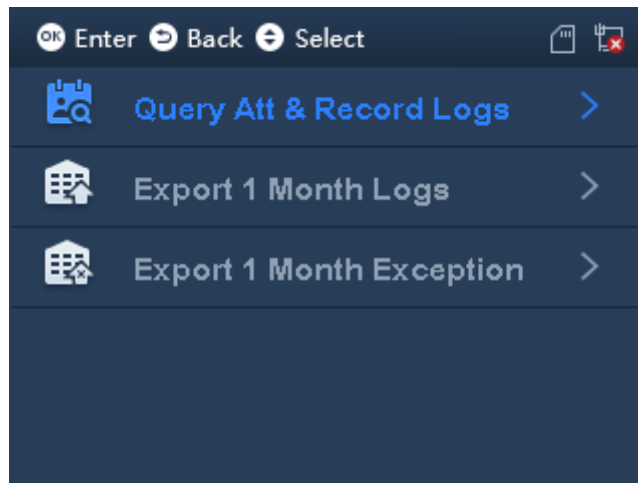 OK Enter Back Select
Query Att & Record Logs
Export 1 Month Logs
Export 1 Month Exception